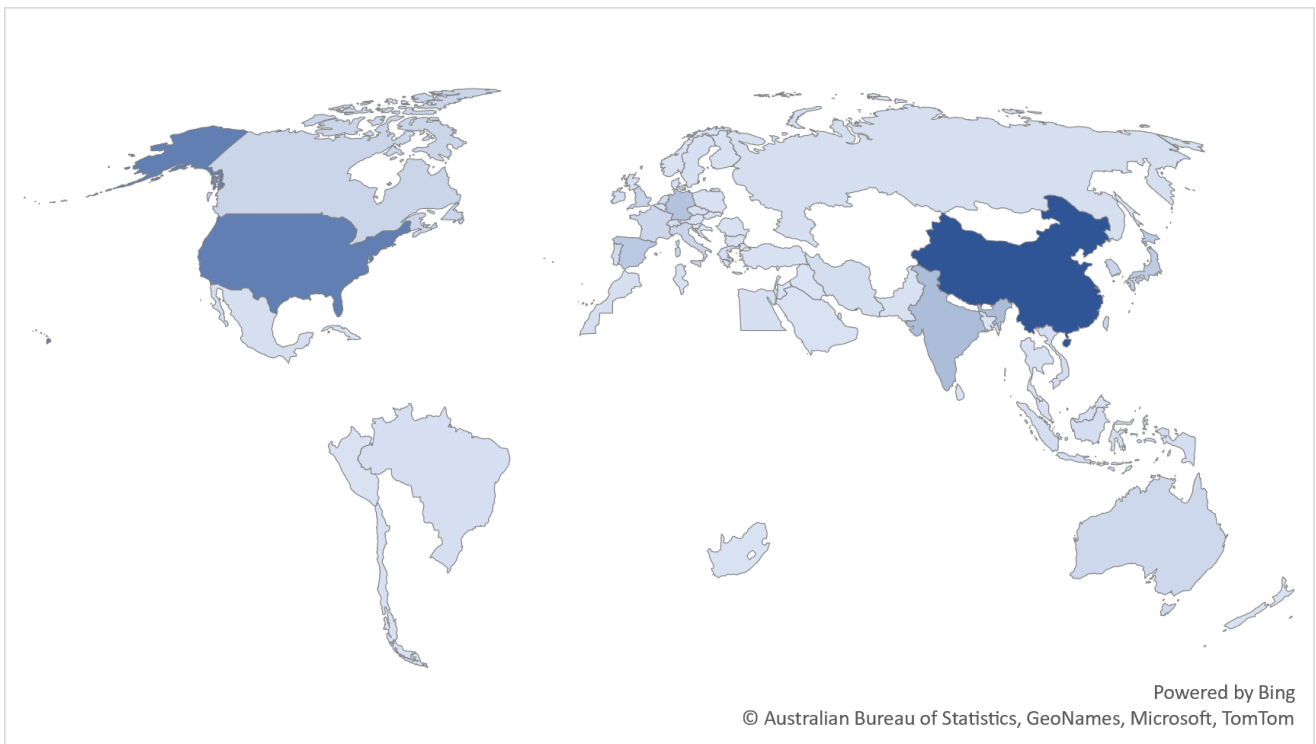 Powered by Bing
© Australian Bureau of Statistics, GeoNames, Microsoft, TomTom